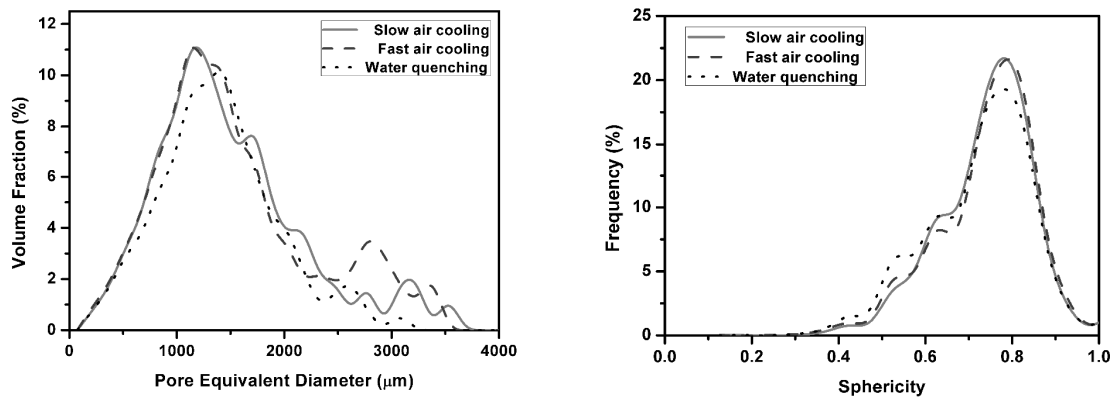 12
10
8
6
4
2
0
Volume Fraction (%)
Slow air cooling
Fast air cooling
Water quenching
0 1000 2000 3000 4000
Pore Equivalent Diameter (μm)
25
20
15
10
5
0
Frequency (%)
Slow air cooling
Fast air cooling
Water quenching
0.0 0.2 0.4 0.6 0.8 1.0
Sphericity